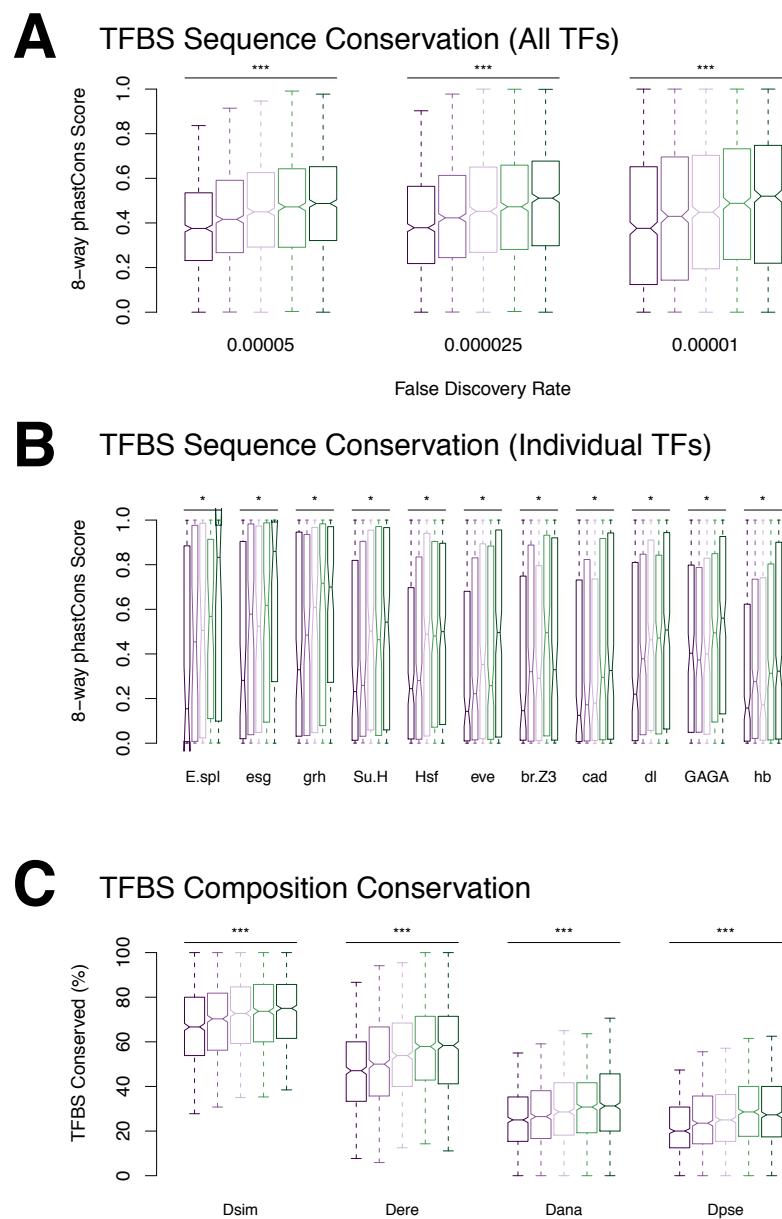 A TFBS Sequence Conservation (All TFs)
*** *** ***
8−way phastCons Score
1.0
0.8
0.6
0.4
0.2
0.0
0.00005 0.000025 0.00001
False Discovery Rate
B TFBS Sequence Conservation (Individual TFs)
* * * * * * * * * * *
8−way phastCons Score
1.0
0.8
0.6
0.4
0.2
0.0
E.spl esg grh Su.H Hsf eve br.Z3 cad dl GAGA hb
C TFBS Composition Conservation
*** *** *** ***
TFBS Conserved (%)
100
80
60
40
20
0
Dsim Dere Dana Dpse